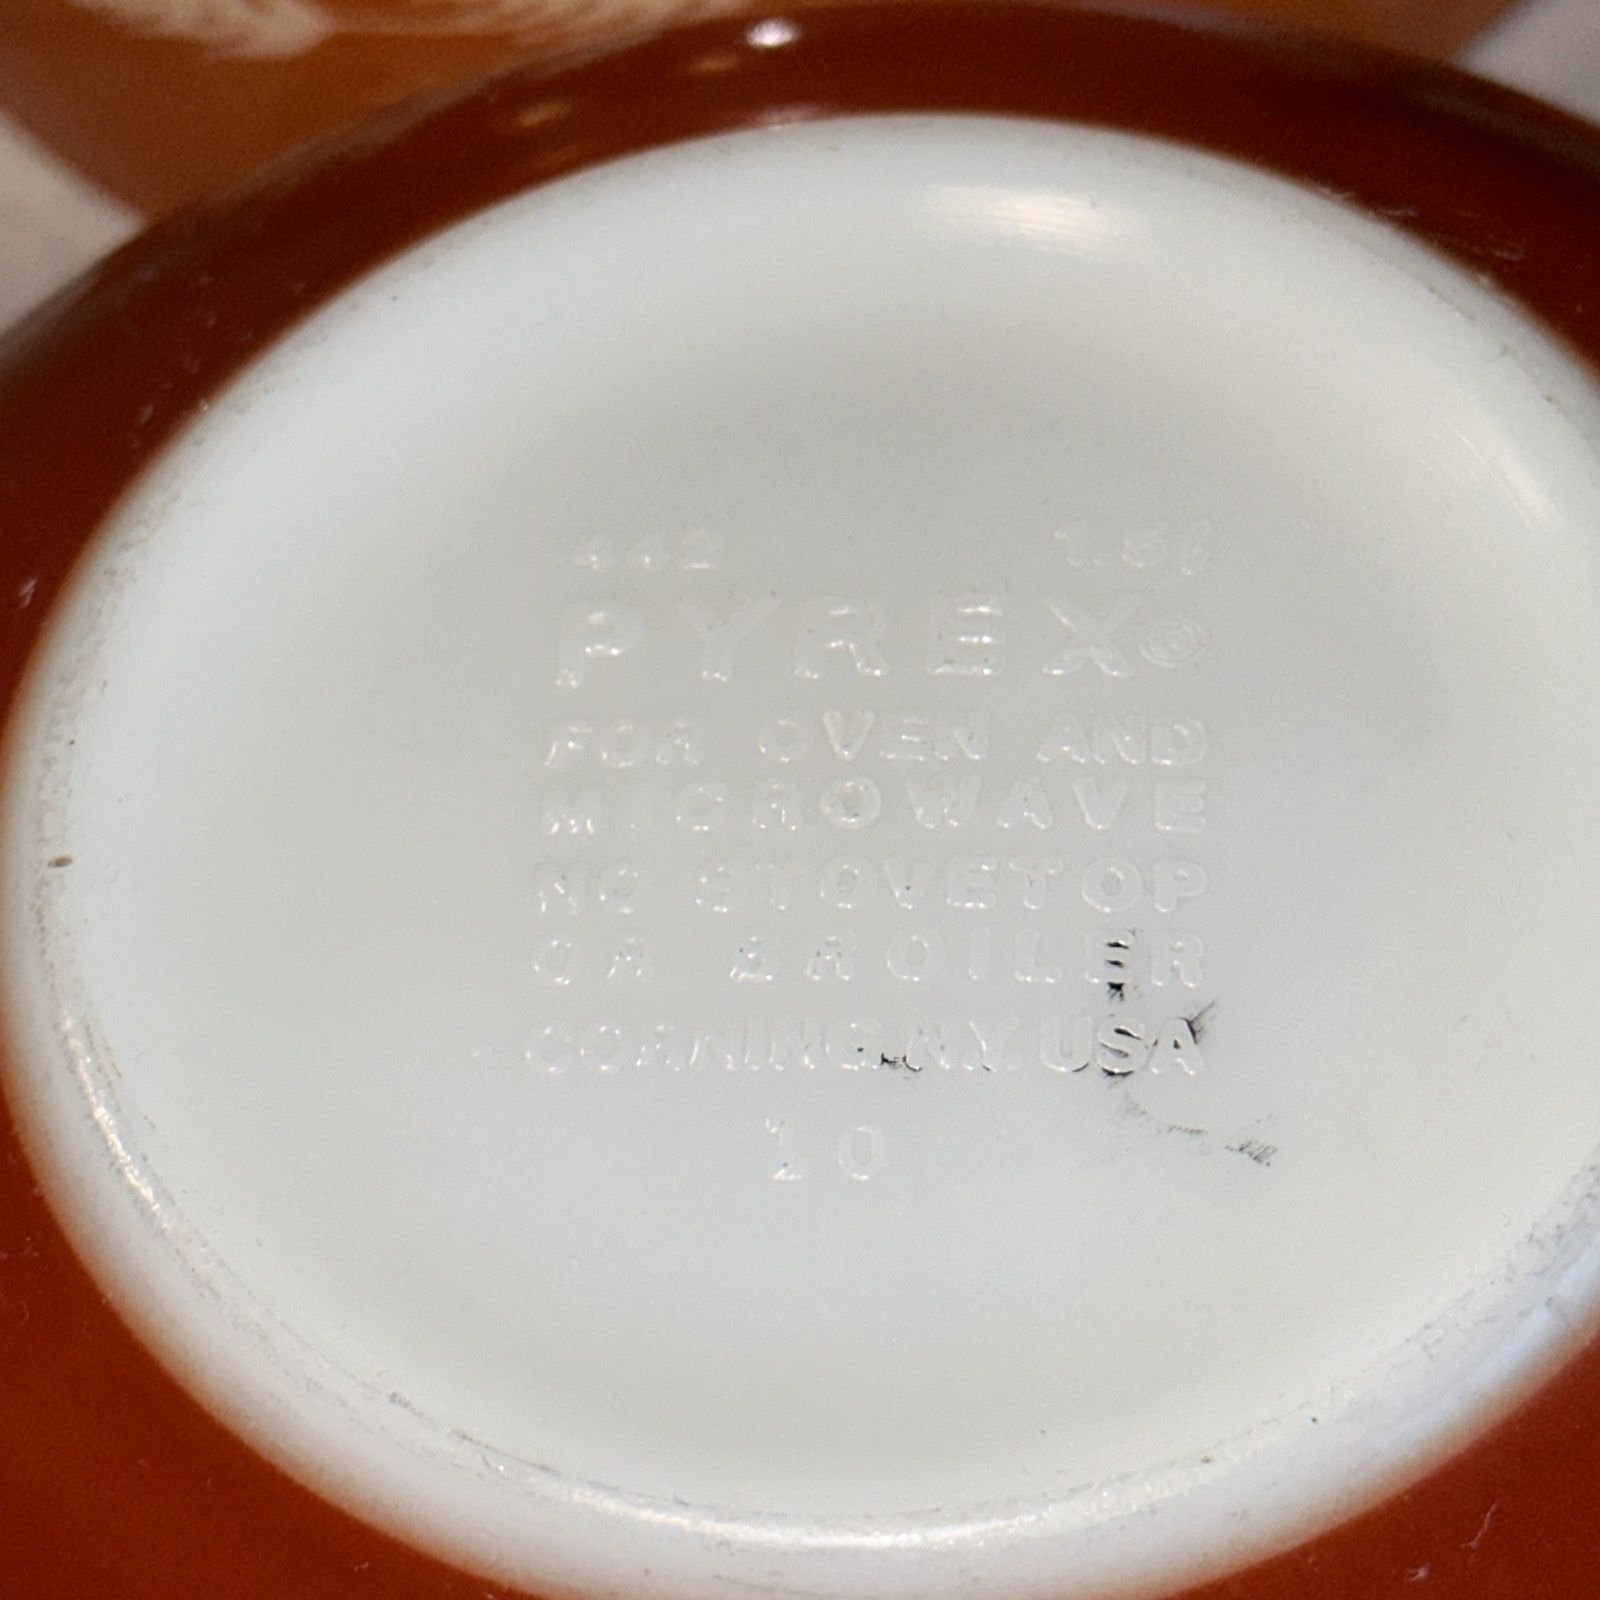 442 1.5ℓ
PYREX®
FOR OVEN AND
MICROWAVE
NO STOVETOP
OR BROILER
CORNING.N.Y.USA
10